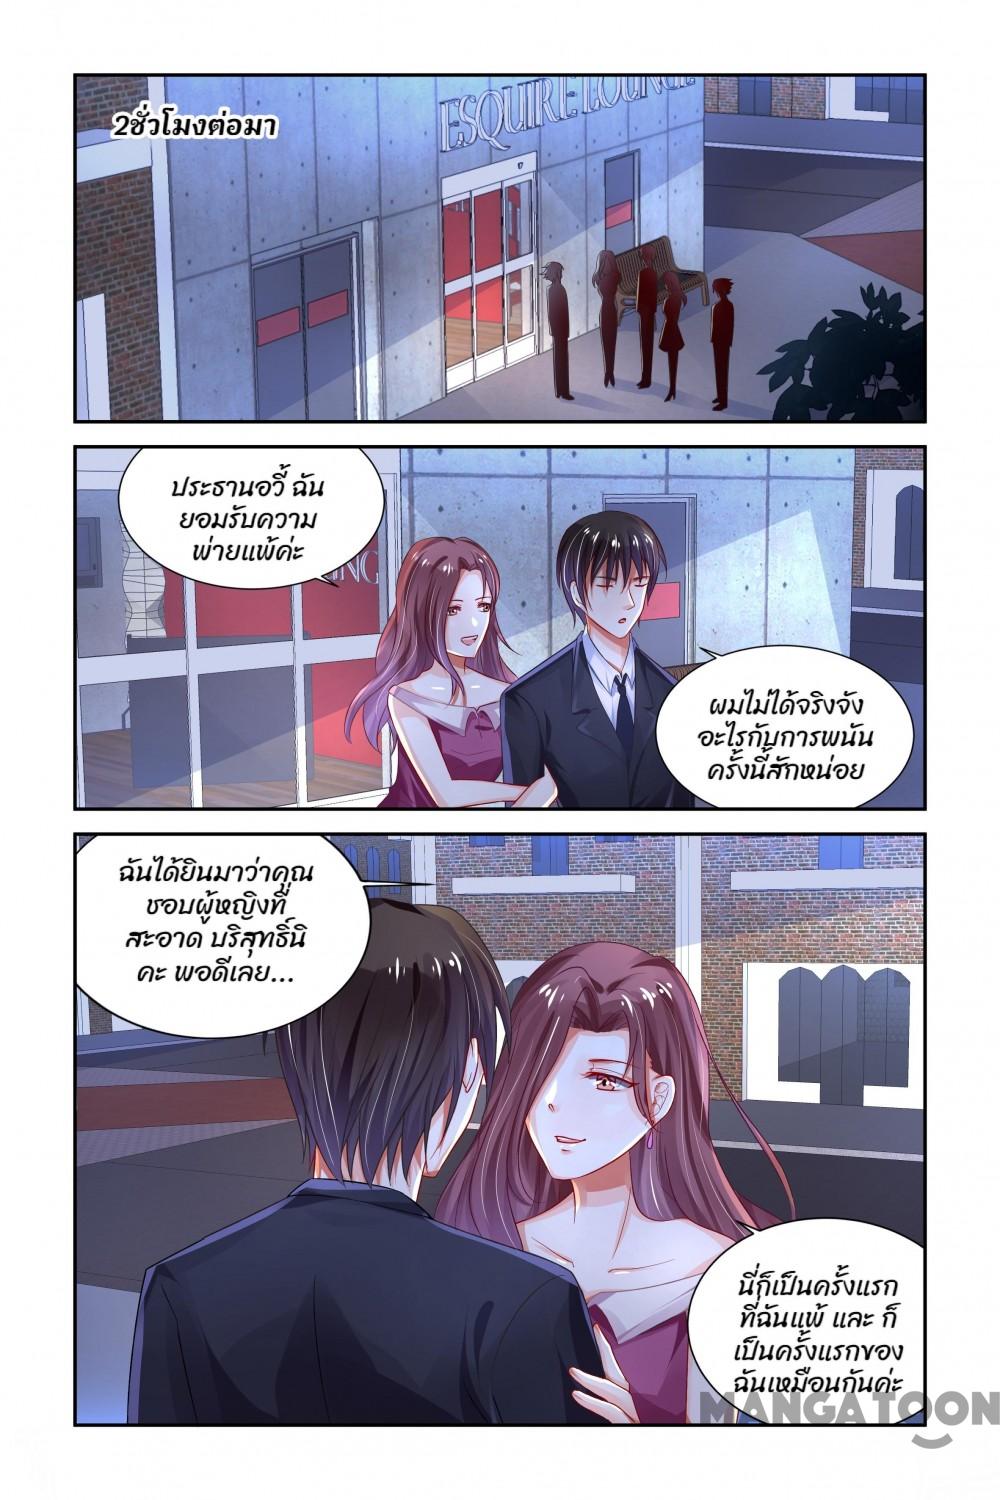 2ชั่วโมงต่อมา
ESQUIRE LOUNGE
ประธานอวี้ ฉัน
ยอมรับความ
พ่ายแพ้ค่ะ
ING
ผมไม่ได้จริงจัง
อะไรกับการพนัน
ครั้งนี้สักหน่อย
ฉันได้ยินมาว่าคุณ
ชอบผู้หญิงที่
สะอาด บริสุทธิ์นิ
คะ พอดีเลย...
นี่ก็เป็นครั้งแรก
ที่ฉันแพ้ และ ก็
เป็นครั้งแรกของ
ฉันเหมือนกันค่ะ
MANGATOON